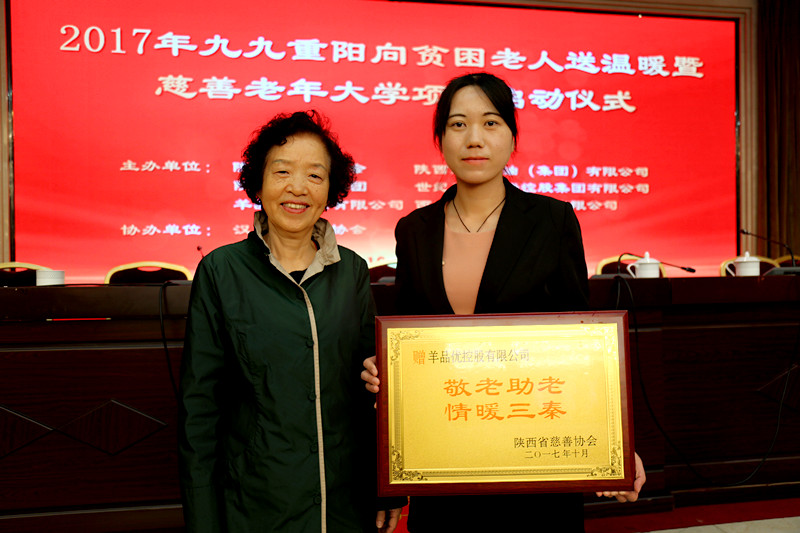 2017年九九重阳向贫困老人送温暖暨
慈善老年大学项 启动仪式
主办单位： 陕 会 陕西 油（集团）有限公司
团 世纪 控股集团有限公司
羊 有限公司 限公司
协办单位： 汉 协会
赠 羊品优控股有限公司
敬老助老
情暖三秦
陕西省慈善协会
二〇一七年十月